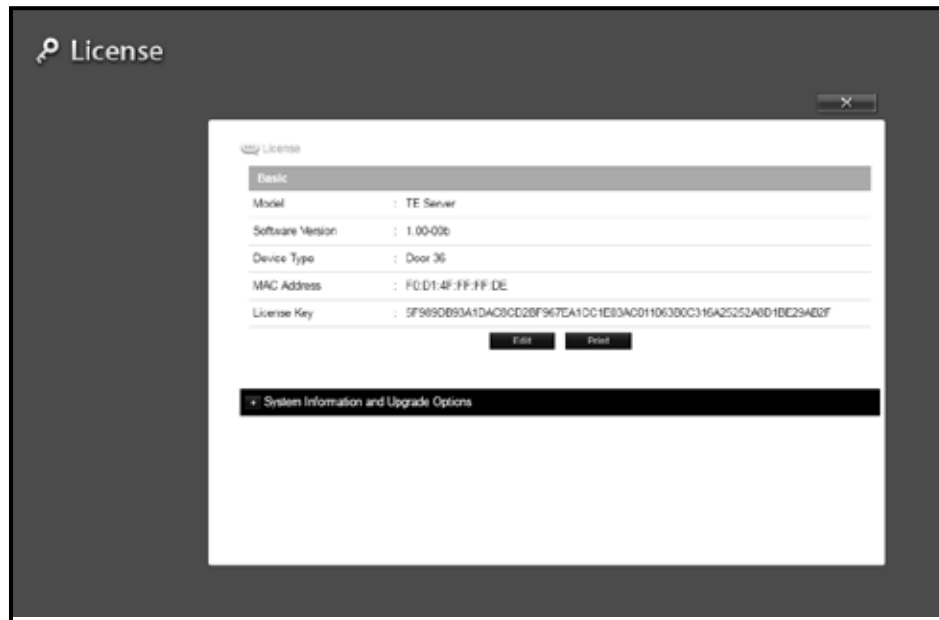 License
License
Basic
Model : TE Server
Software Version : 1.00-00b
Device Type : Door 36
MAC Address : F0:D1:4F:FF:FF:DE
License Key :
Edit Print
+ System Information and Upgrade Options